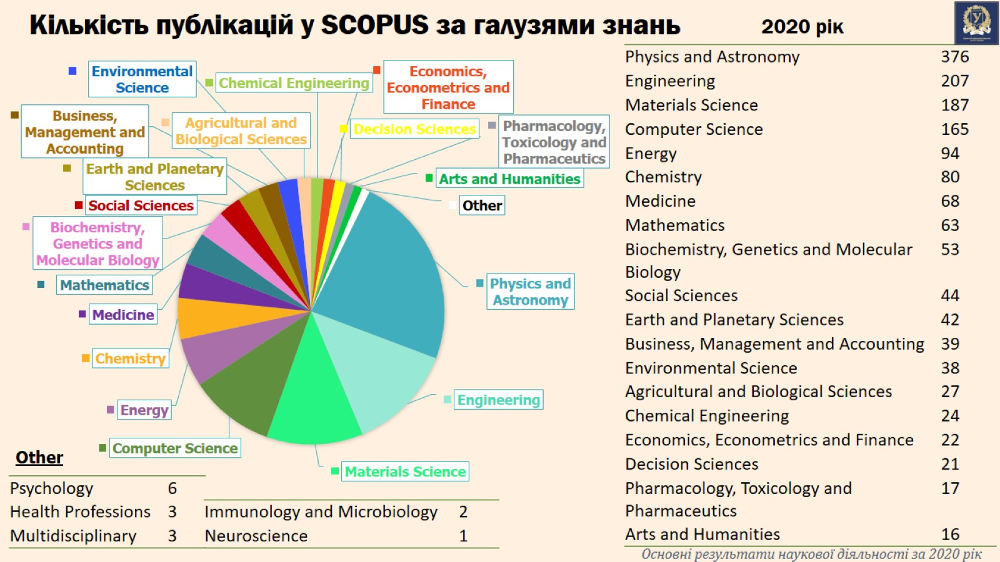 Кількість публікацій у SCOPUS за галузями знань
2020 рік
Environmental
Science
Chemical Engineering
Economics,
Econometrics and
Finance
Business,
Management and
Accounting
Agricultural and
Biological Sciences
Decision Sciences
Pharmacology,
Toxicology and
Pharmaceutics
Earth and Planetary
Sciences
Arts and Humanities
Social Sciences
Other
Biochemistry,
Genetics and
Molecular Biology
Mathematics
Physics and
Astronomy
Medicine
Chemistry
Engineering
Energy
Computer Science
Materials Science
Other
Psychology 6
Health Professions 3
Multidisciplinary 3
Immunology and Microbiology 2
Neuroscience 1
Physics and Astronomy 376
Engineering 207
Materials Science 187
Computer Science 165
Energy 94
Chemistry 80
Medicine 68
Mathematics 63
Biochemistry, Genetics and Molecular 53
Biology
Social Sciences 44
Earth and Planetary Sciences 42
Business, Management and Accounting 39
Environmental Science 38
Agricultural and Biological Sciences 27
Chemical Engineering 24
Economics, Econometrics and Finance 22
Decision Sciences 21
Pharmacology, Toxicology and 17
Pharmaceutics
Arts and Humanities 16
Основні результати наукової діяльності за 2020 рік